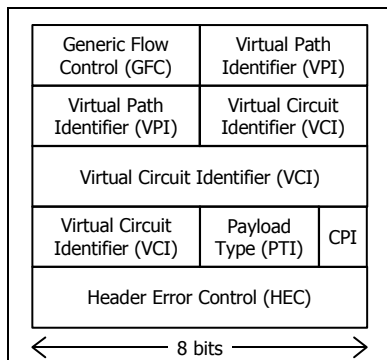 Generic Flow
Control (GFC)
Virtual Path
Identifier (VPI)
Virtual Path
Identifier (VPI)
Virtual Circuit
Identifier (VCI)
Virtual Circuit Identifier (VCI)
Virtual Circuit
Identifier (VCI)
Payload
Type (PTI)
CPI
Header Error Control (HEC)
8 bits